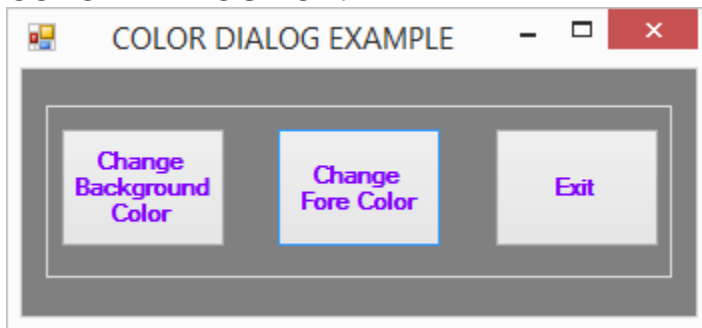 COLOR DIALOG EXAMPLE
Change
Background
Color
Change
Fore Color
Exit